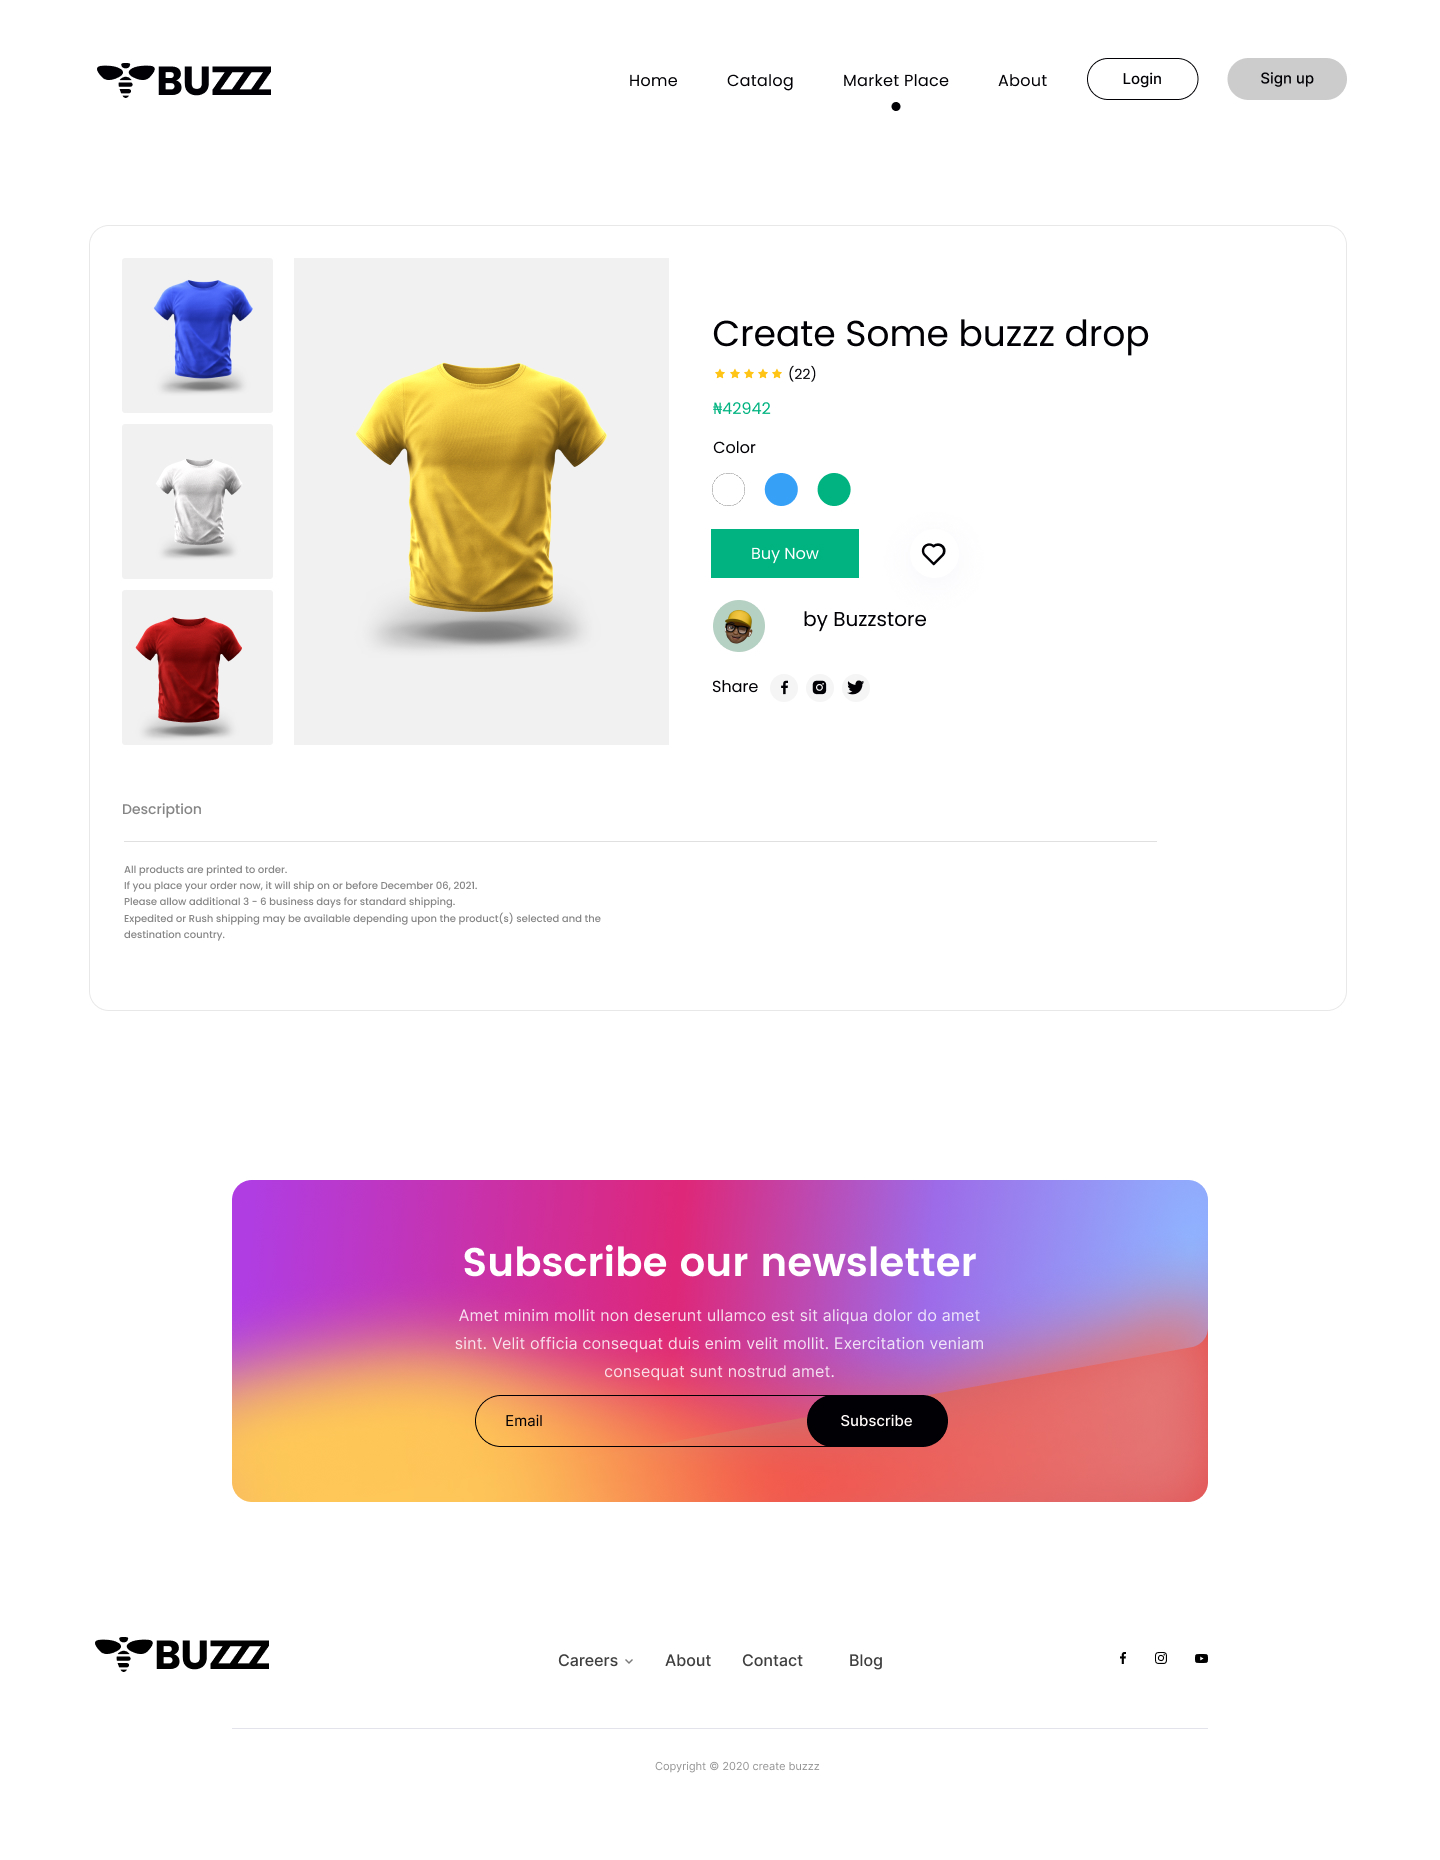 BUZZZ
Home Catalog Market Place About Login Sign up
Create Some buzzz drop
(22)
₦42942
Color
Buy Now
by Buzzstore
Share
Description
All products are printed to order.
If you place your order now, it will ship on or before December 06, 2021.
Please allow additional 3 - 6 business days for standard shipping.
Expedited or Rush shipping may be available depending upon the product(s) selected and the
destination country.
Subscribe our newsletter
Amet minim mollit non deserunt ullamco est sit aliqua dolor do amet
sint. Velit officia consequat duis enim velit mollit. Exercitation veniam
consequat sunt nostrud amet.
Email Subscribe
BUZZZ
Careers About Contact Blog
Copyright © 2020 create buzzz